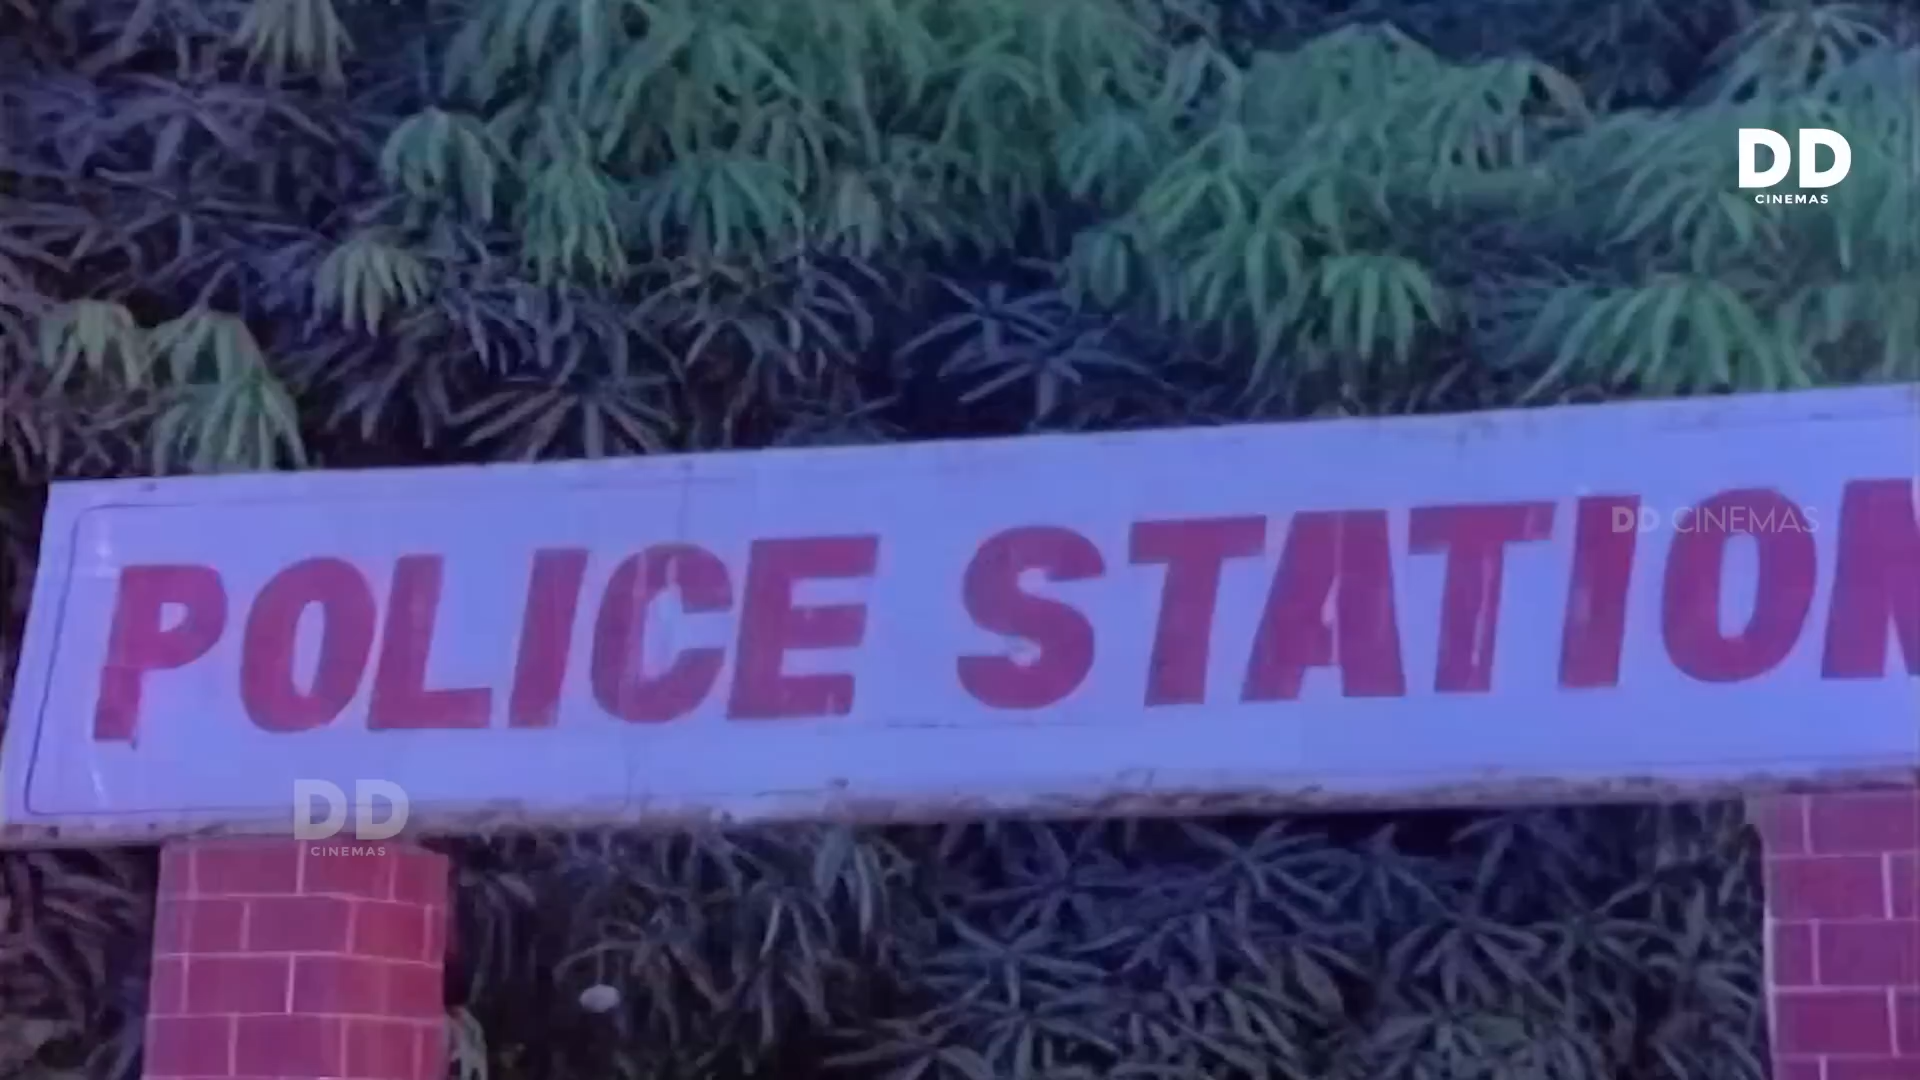 DD
CINEMAS
POLICE STATION
DD CINEMAS
DD
CINEMAS